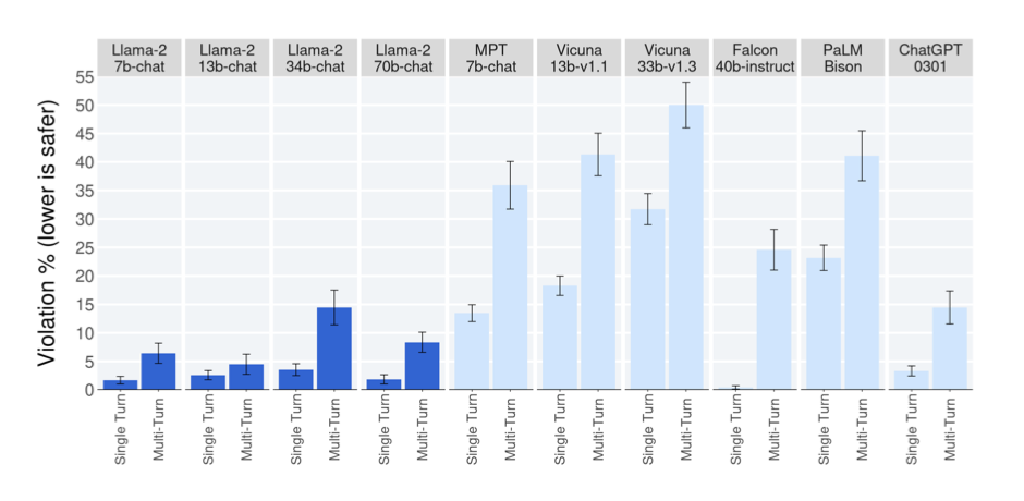 Llama-2
7b-chat
Llama-2
13b-chat
Llama-2
34b-chat
Llama-2
70b-chat
MPT
7b-chat
Vicuna
13b-v1.1
Vicuna
33b-v1.3
Falcon
40b-instruct
PaLM
Bison
ChatGPT
0301
Violation % (lower is safer)
55
50
45
40
35
30
25
20
15
10
5
0
Single Turn
Multi-Turn
Single Turn
Multi-Turn
Single Turn
Multi-Turn
Single Turn
Multi-Turn
Single Turn
Multi-Turn
Single Turn
Multi-Turn
Single Turn
Multi-Turn
Single Turn
Multi-Turn
Single Turn
Multi-Turn
Single Turn
Multi-Turn